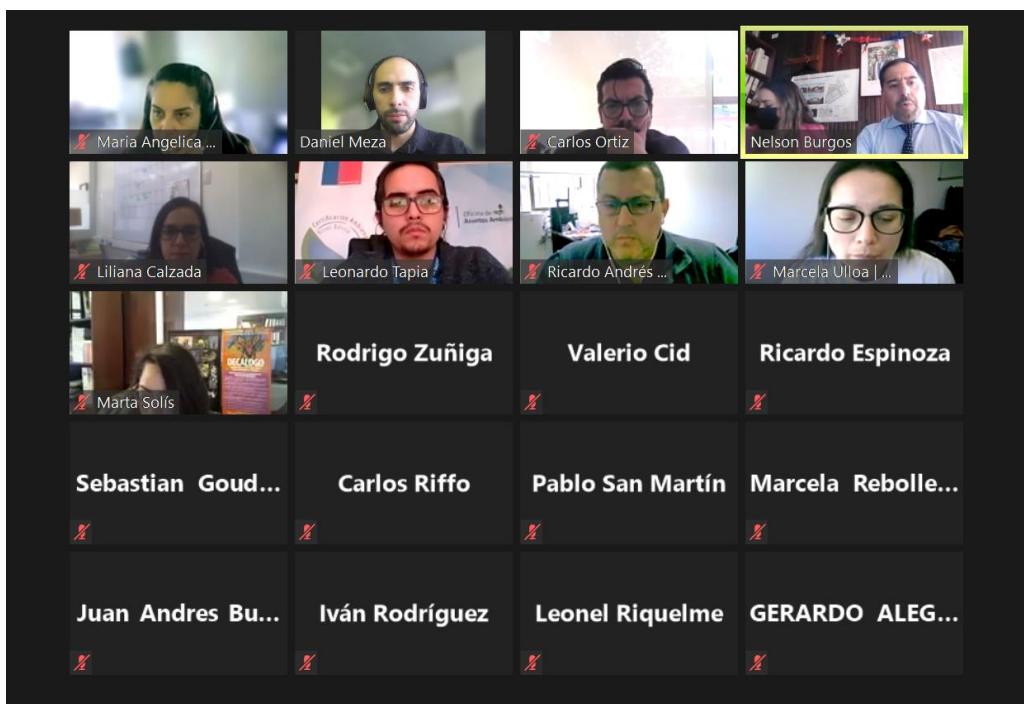 Maria Angelica ...
Daniel Meza
Carlos Ortiz
Nelson Burgos
Liliana Calzada
Leonardo Tapia
Ricardo Andrés ...
Marcela Ulloa | ...
Marta Solís
DECÁLOGO
Rodrigo Zuñiga
Valerio Cid
Ricardo Espinoza
Sebastian Goud...
Carlos Riffo
Pablo San Martín
Marcela Rebolle...
Juan Andres Bu...
Iván Rodríguez
Leonel Riquelme
GERARDO ALEG...